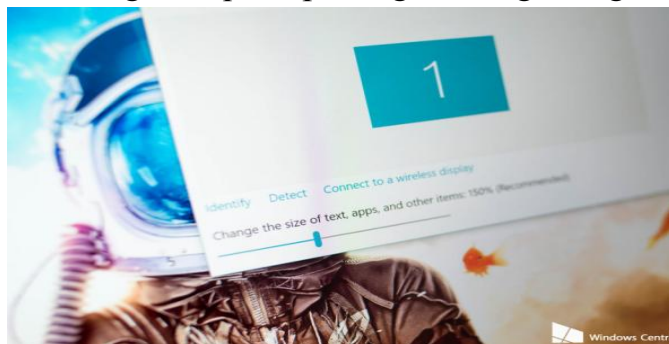 1
Identify Detect Connect to a wireless display
Change the size of text, apps, and other items: 150% (Recommended)
Windows Centr